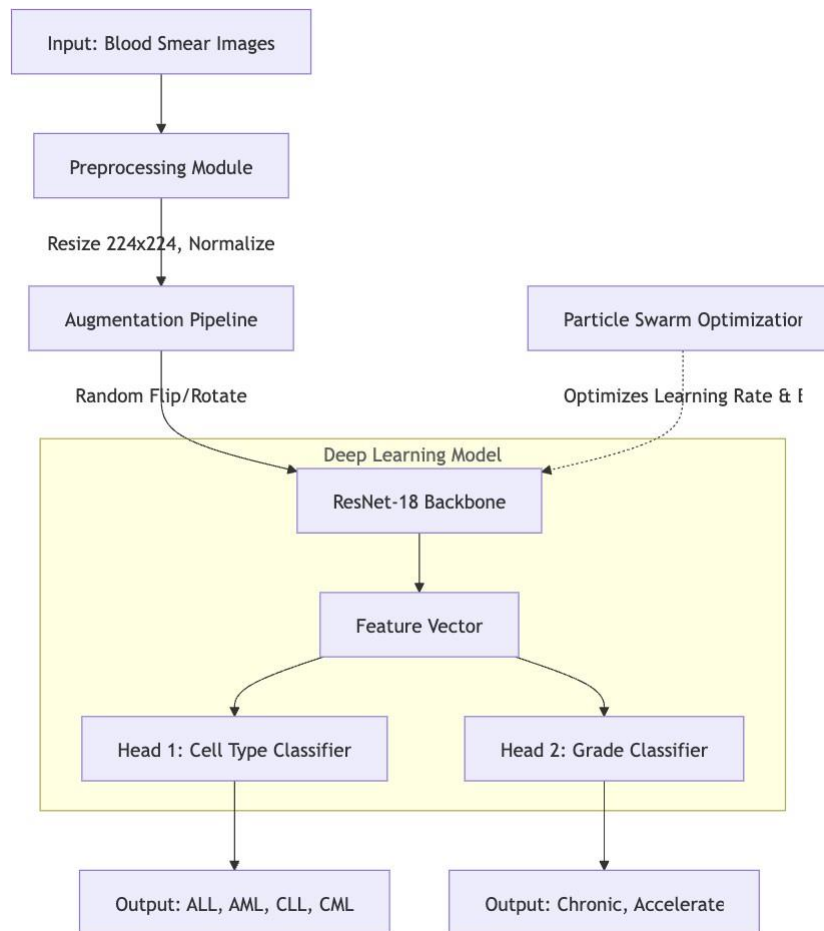 Input: Blood Smear Images
Preprocessing Module
Resize 224x224, Normalize
Augmentation Pipeline
Particle Swarm Optimization
Random Flip/Rotate
Optimizes Learning Rate &
Deep Learning Model
ResNet-18 Backbone
Feature Vector
Head 1: Cell Type Classifier
Head 2: Grade Classifier
Output: ALL, AML, CLL, CML
Output: Chronic, Accelerate